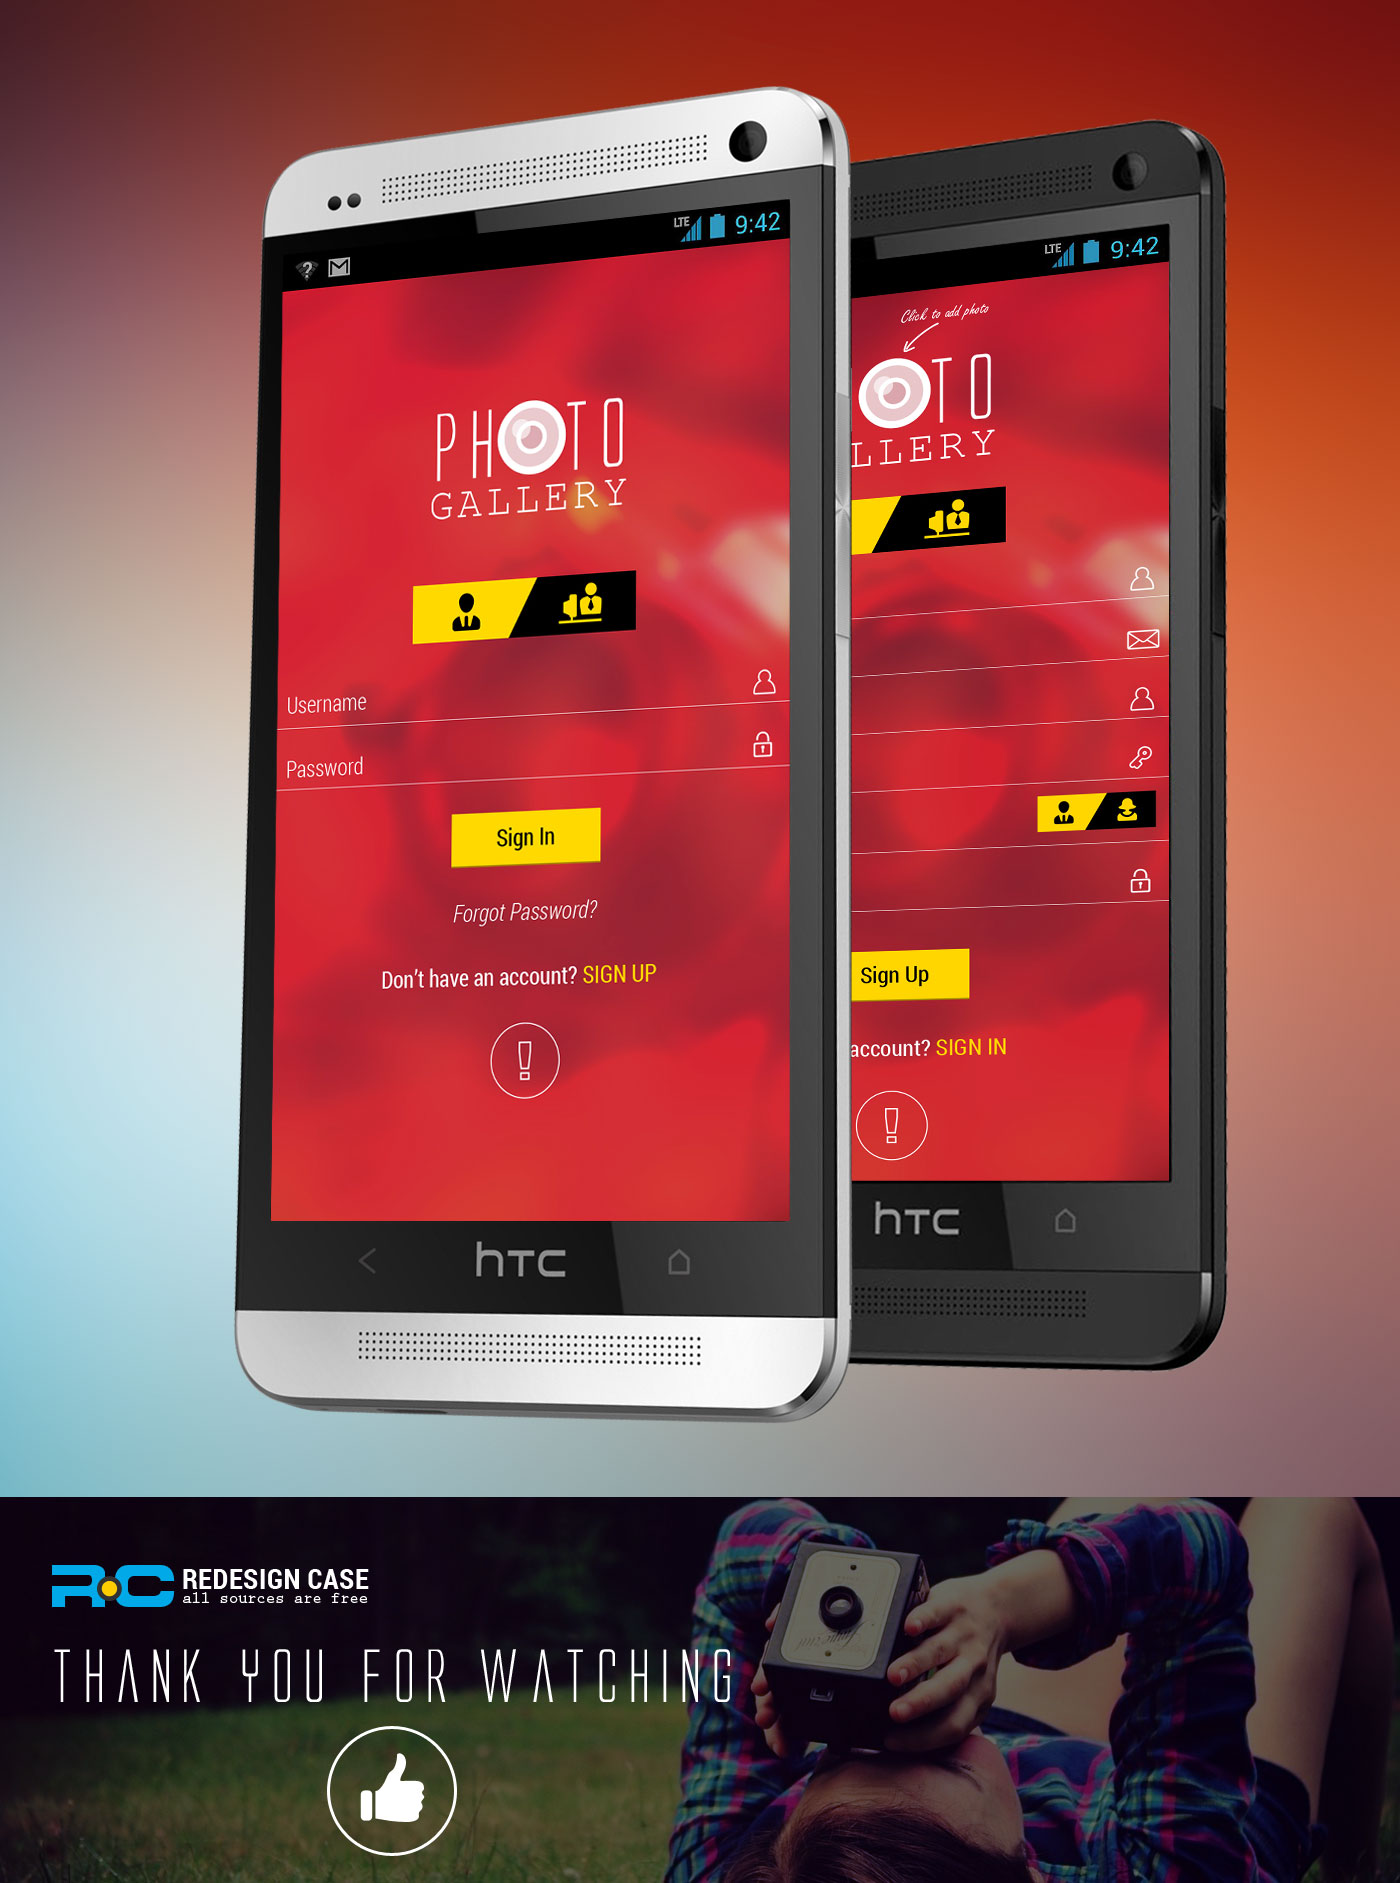 LTE 9:42
PHOTO
GALLERY
Username
Password
Sign In
Forgot Password?
Don't have an account? SIGN UP
hTC
LTE 9:42
Click to add photo
OTO
LLERY
Sign Up
account? SIGN IN
hTC
RC REDESIGN CASE
all sources are free
THANK YOU FOR WATCHING